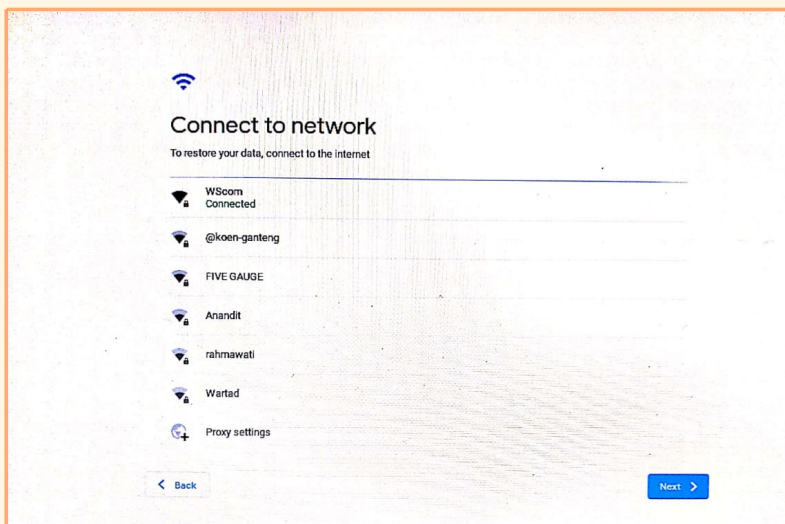 Connect to network
To restore your data, connect to the internet
WScom
Connected
@koen-ganteng
FIVE GAUGE
Anandit
rahmawati
Wartad
Proxy settings
Back
Next